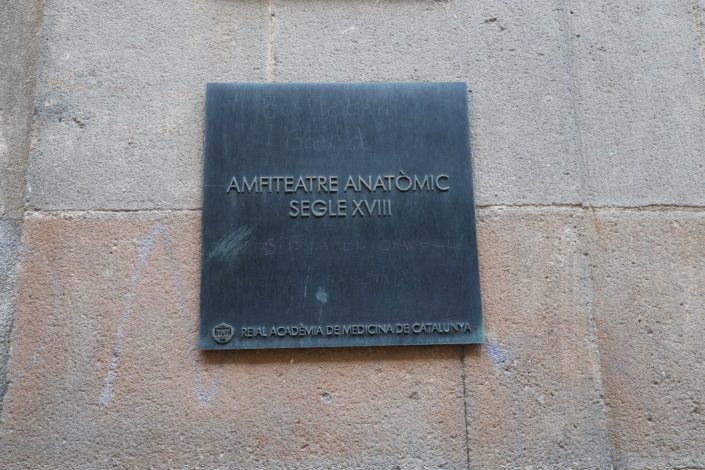 AMFITEATRE ANATÒMIC
SEGLE XVIII
REIAL ACADÈMIA DE MEDICINA DE CATALUNYA